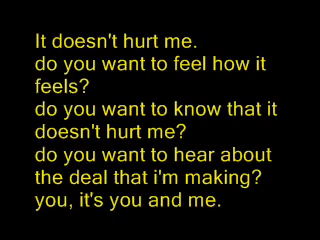 It doesn't hurt me.
do you want to feel how it
feels?
do you want to know that it
doesn't hurt me?
do you want to hear about
the deal that i'm making?
you, it's you and me.